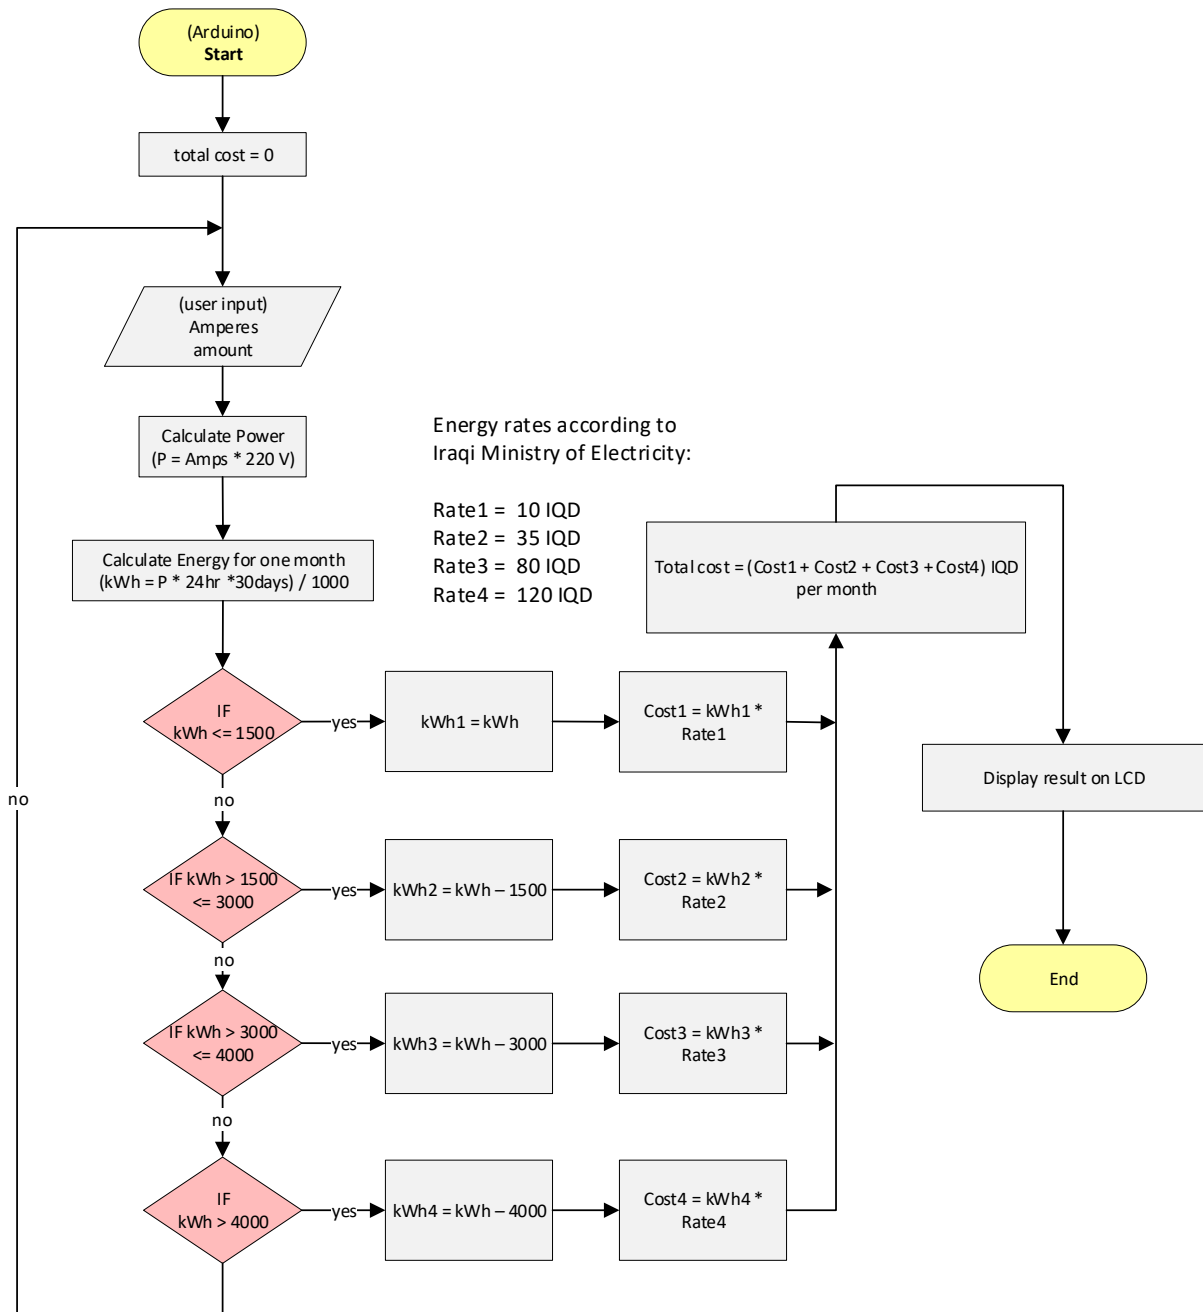 (Arduino)
Start
total cost = 0
(user input)
Amperes
amount
Calculate Power
(P = Amps * 220 V)
Calculate Energy for one month
(kWh = P * 24hr *30days) / 1000
Energy rates according to
Iraqi Ministry of Electricity:
Rate1 =  10 IQD
Rate2 =  35 IQD
Rate3 =  80 IQD
Rate4 =  120 IQD
Total cost = (Cost1 + Cost2 + Cost3 + Cost4) IQD
per month
IF
kWh <= 1500
yes
kWh1 = kWh
Cost1 = kWh1 *
Rate1
Display result on LCD
no
no
IF kWh > 1500
<= 3000
yes
kWh2 = kWh – 1500
Cost2 = kWh2 *
Rate2
no
End
IF kWh > 3000
<= 4000
yes
kWh3 = kWh – 3000
Cost3 = kWh3 *
Rate3
no
IF
kWh > 4000
yes
kWh4 = kWh – 4000
Cost4 = kWh4 *
Rate4